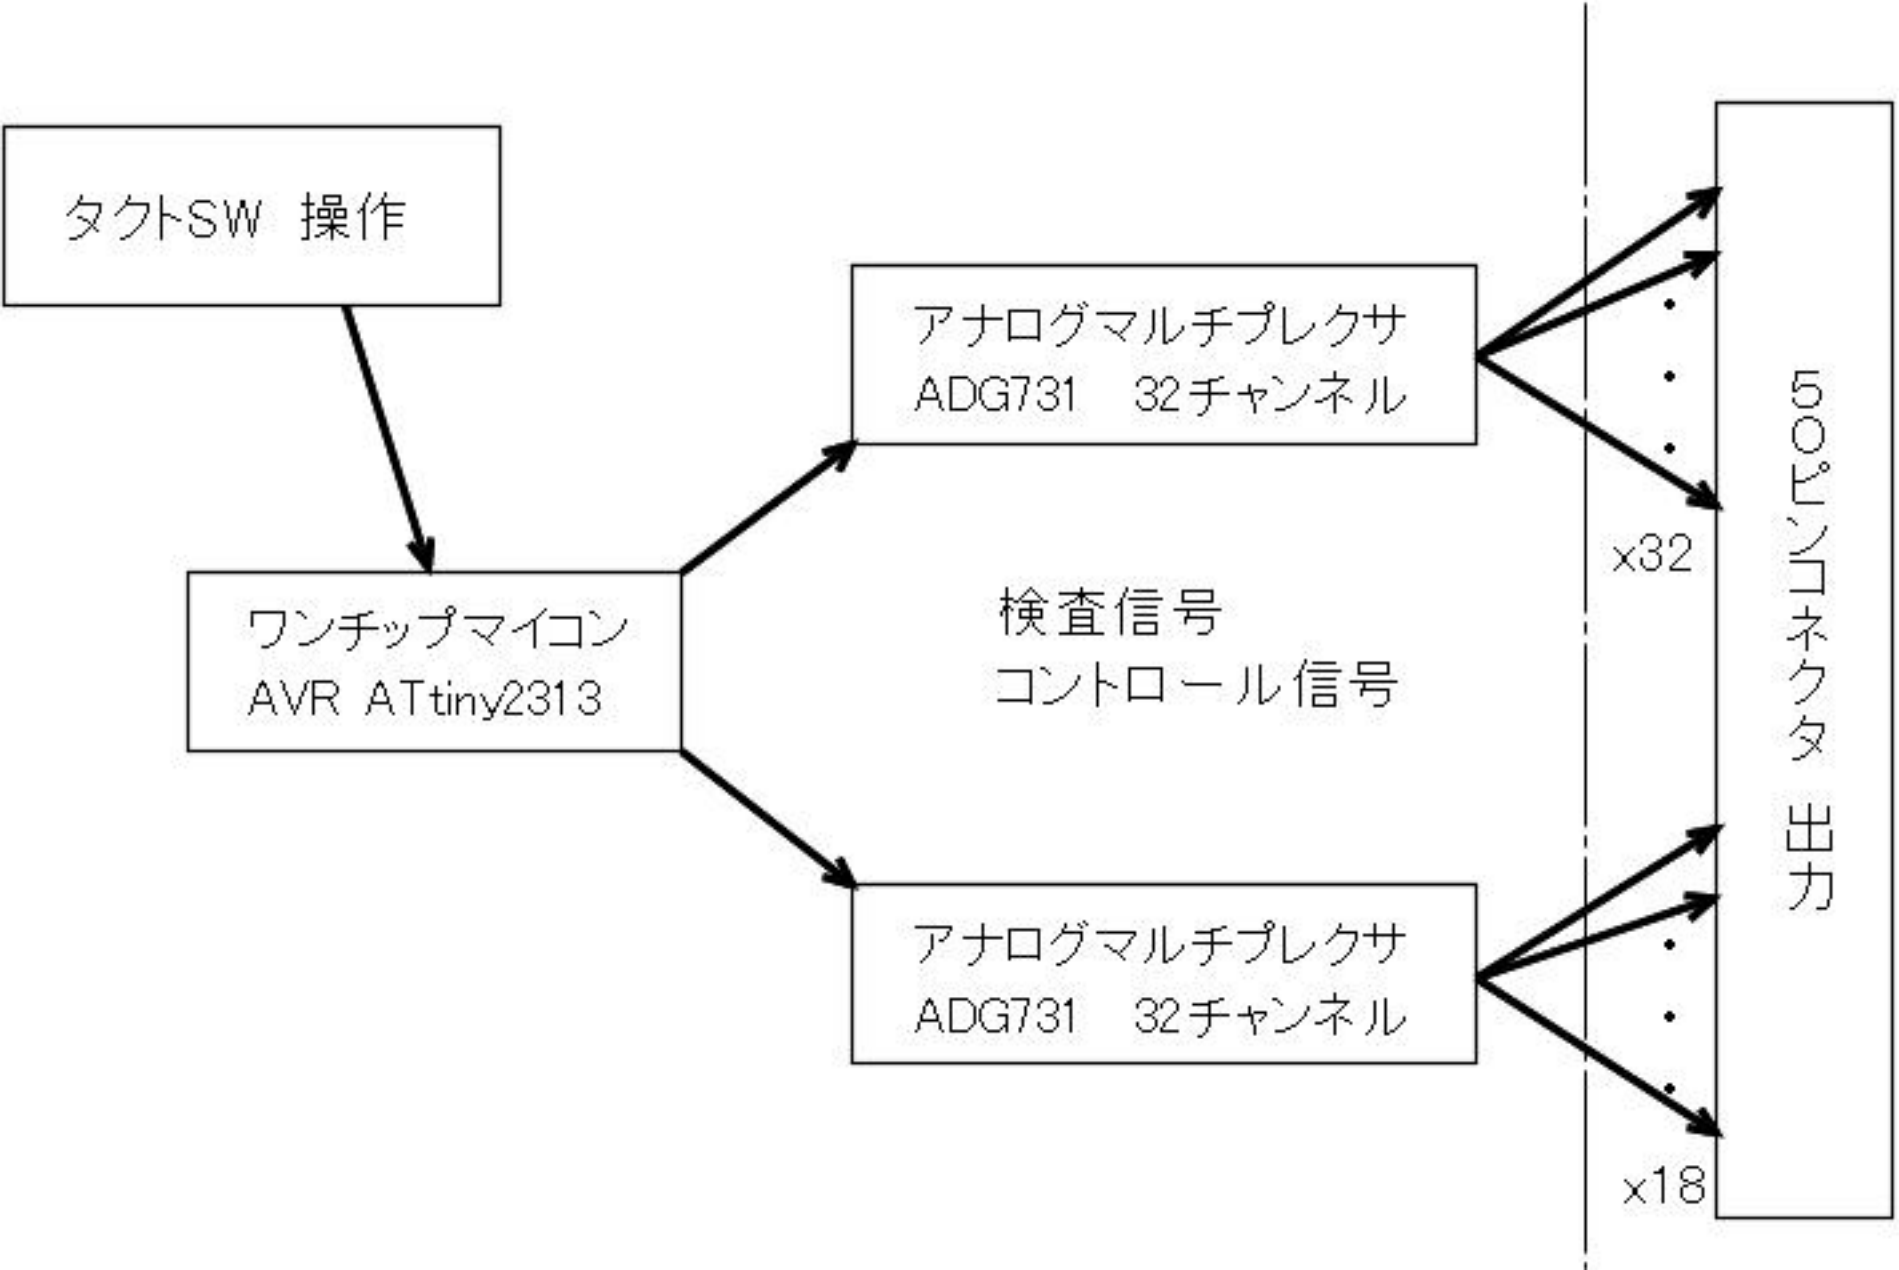 タクトSW 操作
アナログマルチプレクサ
ADG731 32チャンネル
x32
ワンチップマイコン
AVR ATtiny2313
検査信号
コントロール信号
アナログマルチプレクサ
ADG731 32チャンネル
x18
50ピンコネクタ 出力